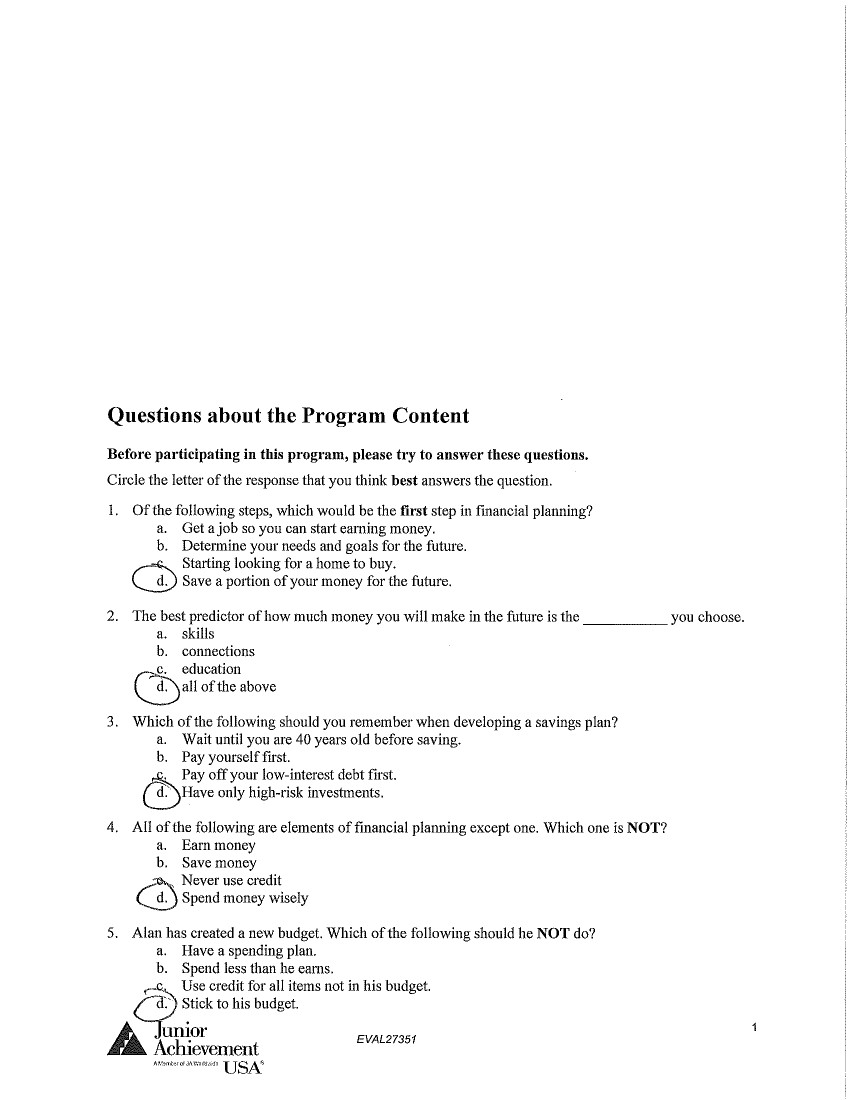 Questions about the Program Content
Before participating in this program, please try to answer these questions.
Circle the letter of the response that you think best answers the question.
1. Of the following steps, which would be the first step in financial planning?
a. Get a job so you can start earning money.
b. Determine your needs and goals for the future.
c. Starting looking for a home to buy.
d. Save a portion of your money for the future.
2. The best predictor of how much money you will make in the future is the ___________ you choose.
a. skills
b. connections
c. education
d. all of the above
3. Which of the following should you remember when developing a savings plan?
a. Wait until you are 40 years old before saving.
b. Pay yourself first.
c. Pay off your low-interest debt first.
d. Have only high-risk investments.
4. All of the following are elements of financial planning except one. Which one is NOT?
a. Earn money
b. Save money
c. Never use credit
d. Spend money wisely
5. Alan has created a new budget. Which of the following should he NOT do?
a. Have a spending plan.
b. Spend less than he earns.
c. Use credit for all items not in his budget.
d. Stick to his budget.
Junior
Achievement
A Member of JA Worldwide
USA®
EVAL27351
1